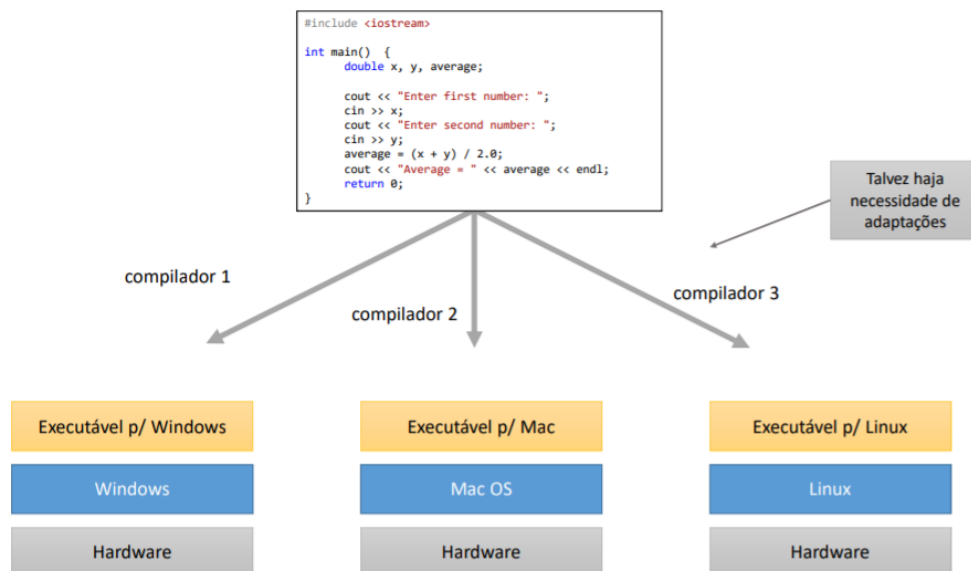 #include <iostream>
int main()  {
double x, y, average;
cout << "Enter first number: ";
cin >> x;
cout << "Enter second number: ";
cin >> y;
average = (x + y) / 2.0;
cout << "Average = " << average << endl;
return 0;
}
Talvez haja
necessidade de
adaptações
compilador 1
compilador 2
compilador 3
Executável p/ Windows
Executável p/ Mac
Executável p/ Linux
Windows
Mac OS
Linux
Hardware
Hardware
Hardware